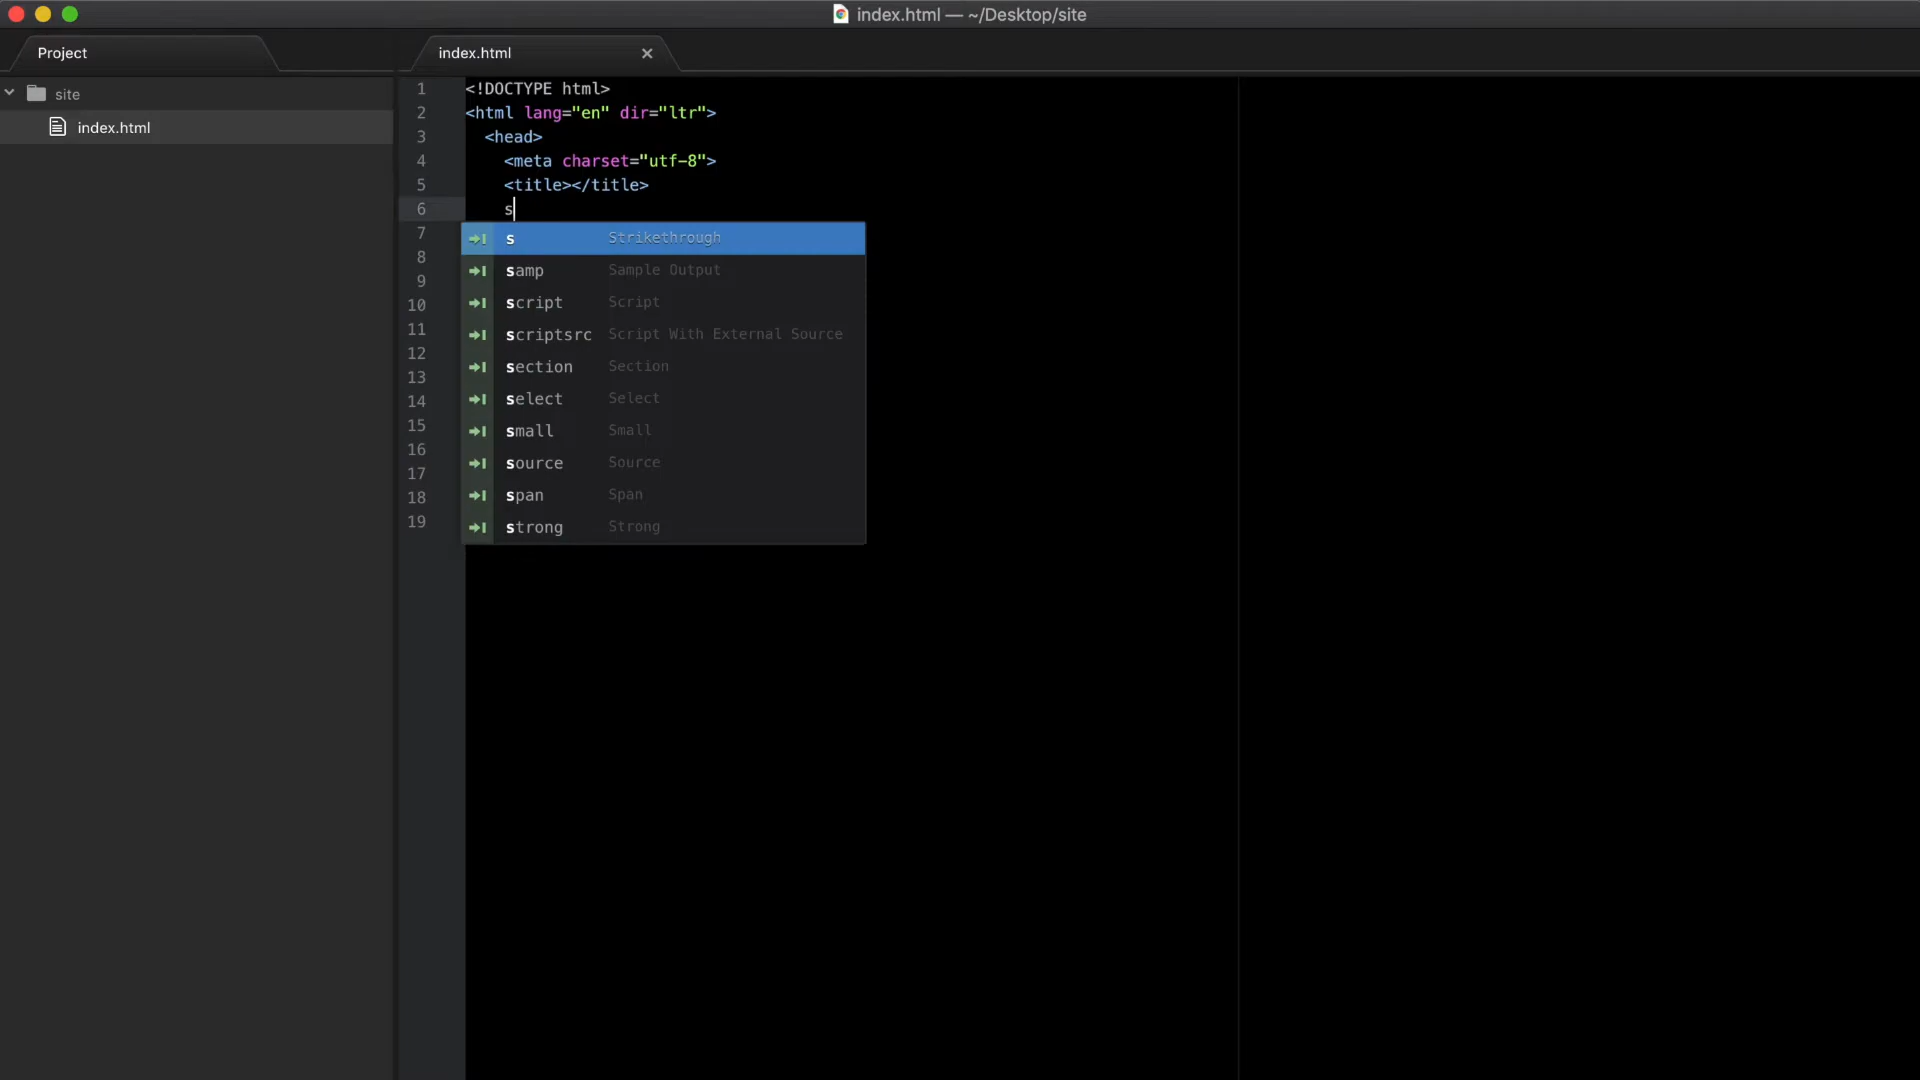 index.html — ~/Desktop/site
Project
index.html
site
index.html
1 <!DOCTYPE html>
2 <html lang="en" dir="ltr">
3 <head>
4 <meta charset="utf-8">
5 <title></title>
6 s
7
8
9
10
11
12
13
14
15
16
17
18
19
s Strikethrough
samp Sample Output
script Script
scriptsrc Script With External Source
section Section
select Select
small Small
source Source
span Span
strong Strong